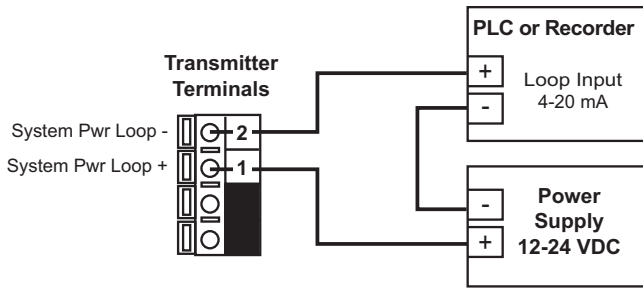 PLC or Recorder
+
Loop Input
4-20 mA
-
Transmitter
Terminals
System Pwr Loop -
2
System Pwr Loop +
1
-
Power
Supply
12-24 VDC
+